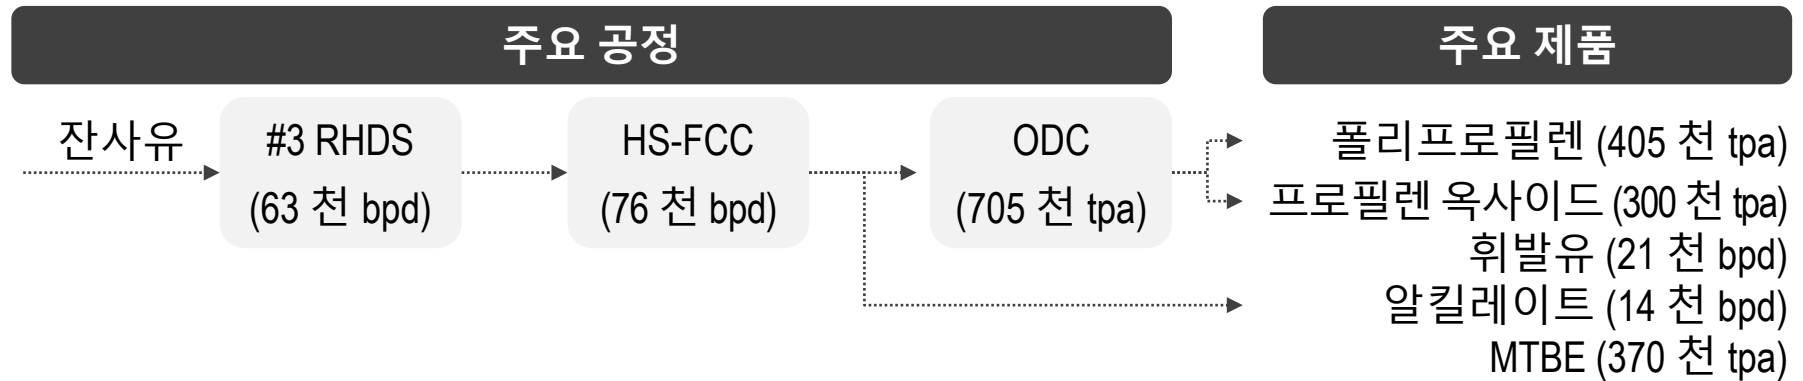 주요 공정
주요 제품
잔사유
#3 RHDS
(63 천 bpd)
HS-FCC
(76 천 bpd)
ODC
(705 천 tpa)
폴리프로필렌 (405 천 tpa)
프로필렌 옥사이드 (300 천 tpa)
휘발유 (21 천 bpd)
알킬레이트 (14 천 bpd)
MTBE (370 천 tpa)